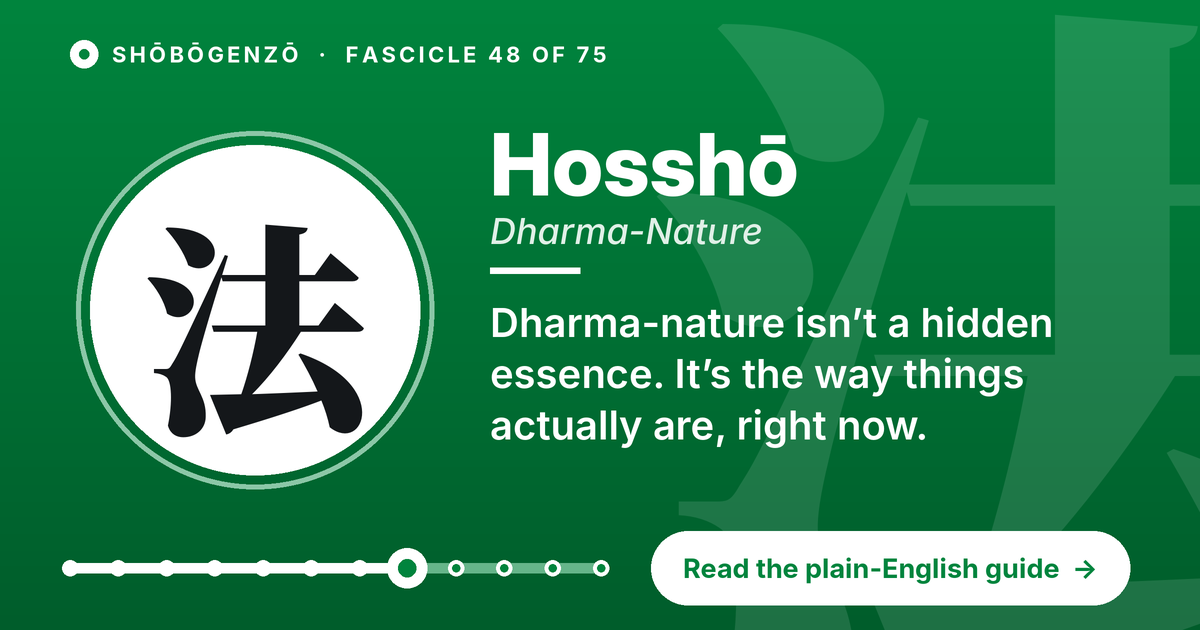 SHŌBŌGENZŌ · FASCICLE 48 OF 75
法
Hosshō
Dharma-Nature
Dharma-nature isn’t a hidden
essence. It’s the way things
actually are, right now.
Read the plain-English guide →